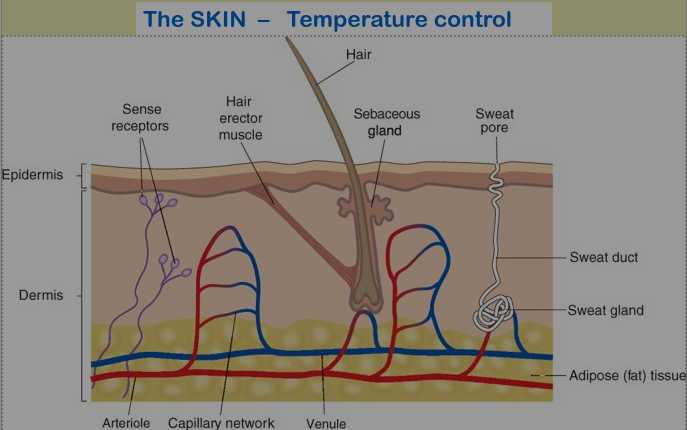 The SKIN – Temperature control
Hair
Sense
receptors
Hair
erector
muscle
Sebaceous
gland
Sweat
pore
Epidermis
Dermis
Sweat duct
Sweat gland
Adipose (fat) tissue
Arteriole
Capillary network
Venule